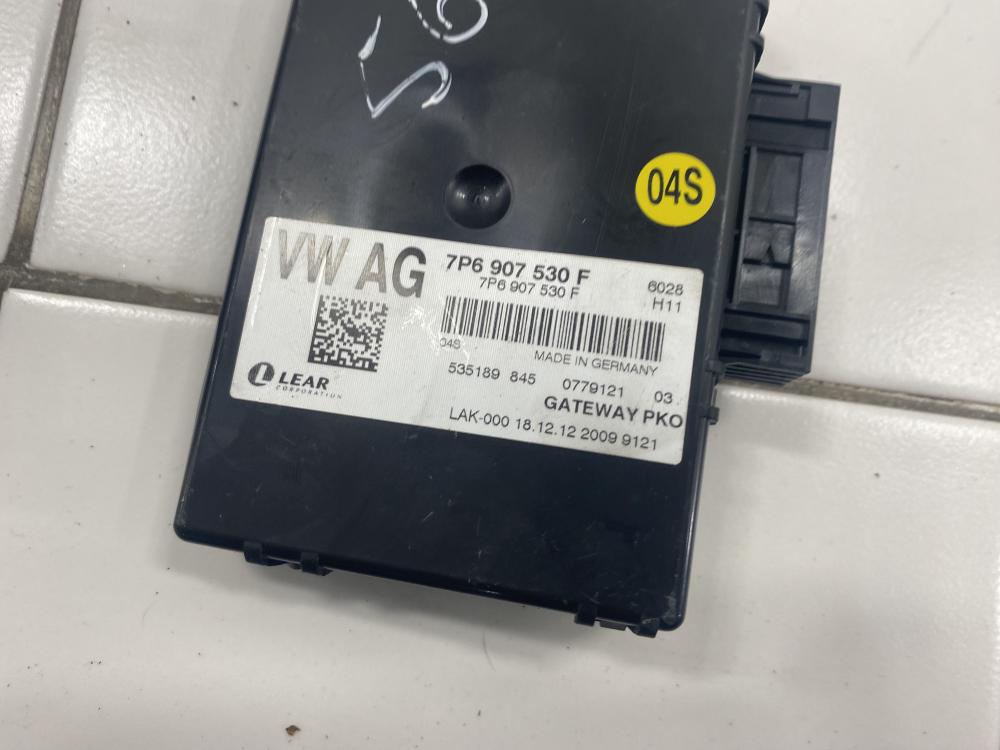 56
04S
VW AG
7P6 907 530 F
7P6 907 530 F
6028
H11
04S
MADE IN GERMANY
535189 845 0779121 03
LEAR
CORPORATION
GATEWAY PKO
LAK-000 18.12.12 2009 9121